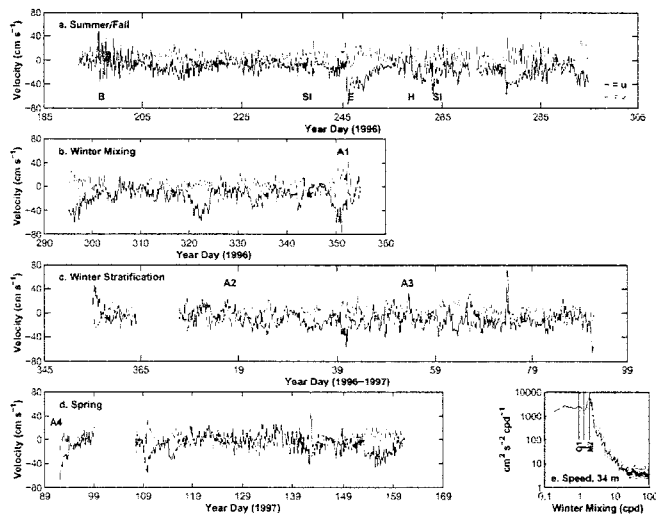 a. Summer/Fall
Velocity (cm s⁻¹)
80
40
0
−40
−80
B
SI
E
H
SI
u
v
185
205
225
245
265
285
305
Year Day (1996)
b. Winter Mixing
A1
Velocity (cm s⁻¹)
80
40
0
−40
−80
290
300
310
320
330
340
350
360
Year Day (1996)
c. Winter Stratification
A2
A3
Velocity (cm s⁻¹)
80
40
0
−40
−80
345
365
19
39
59
79
99
Year Day (1996−1997)
d. Spring
A4
Velocity (cm s⁻¹)
80
40
0
−40
−80
89
99
109
119
129
139
149
159
169
Year Day (1997)
cm² s⁻² cpd⁻¹
10000
1000
100
10
1
e. Speed, 34 m
0.1
1
10
100
Winter Mixing (cpd)